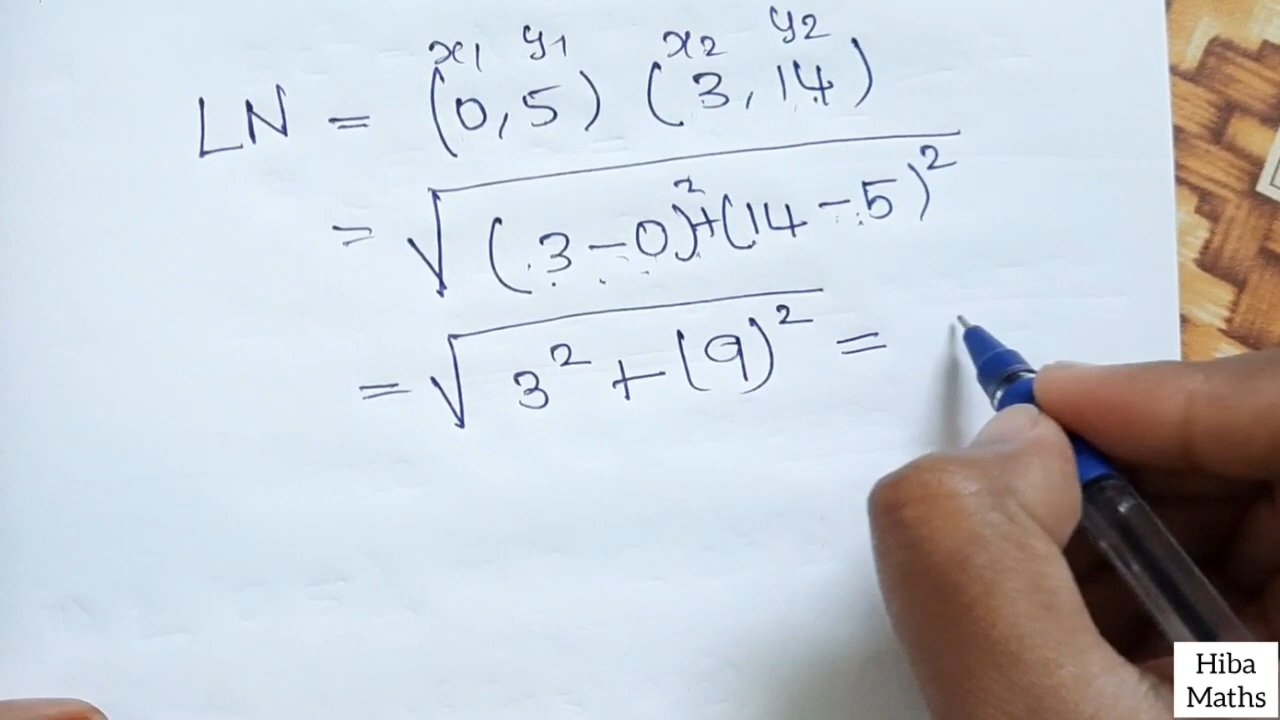 x1 y1 x2 y2
LN = (0,5) (3,14)
= √(3-0)²+(14-5)²
= √3²+(9)² =
Hiba
Maths